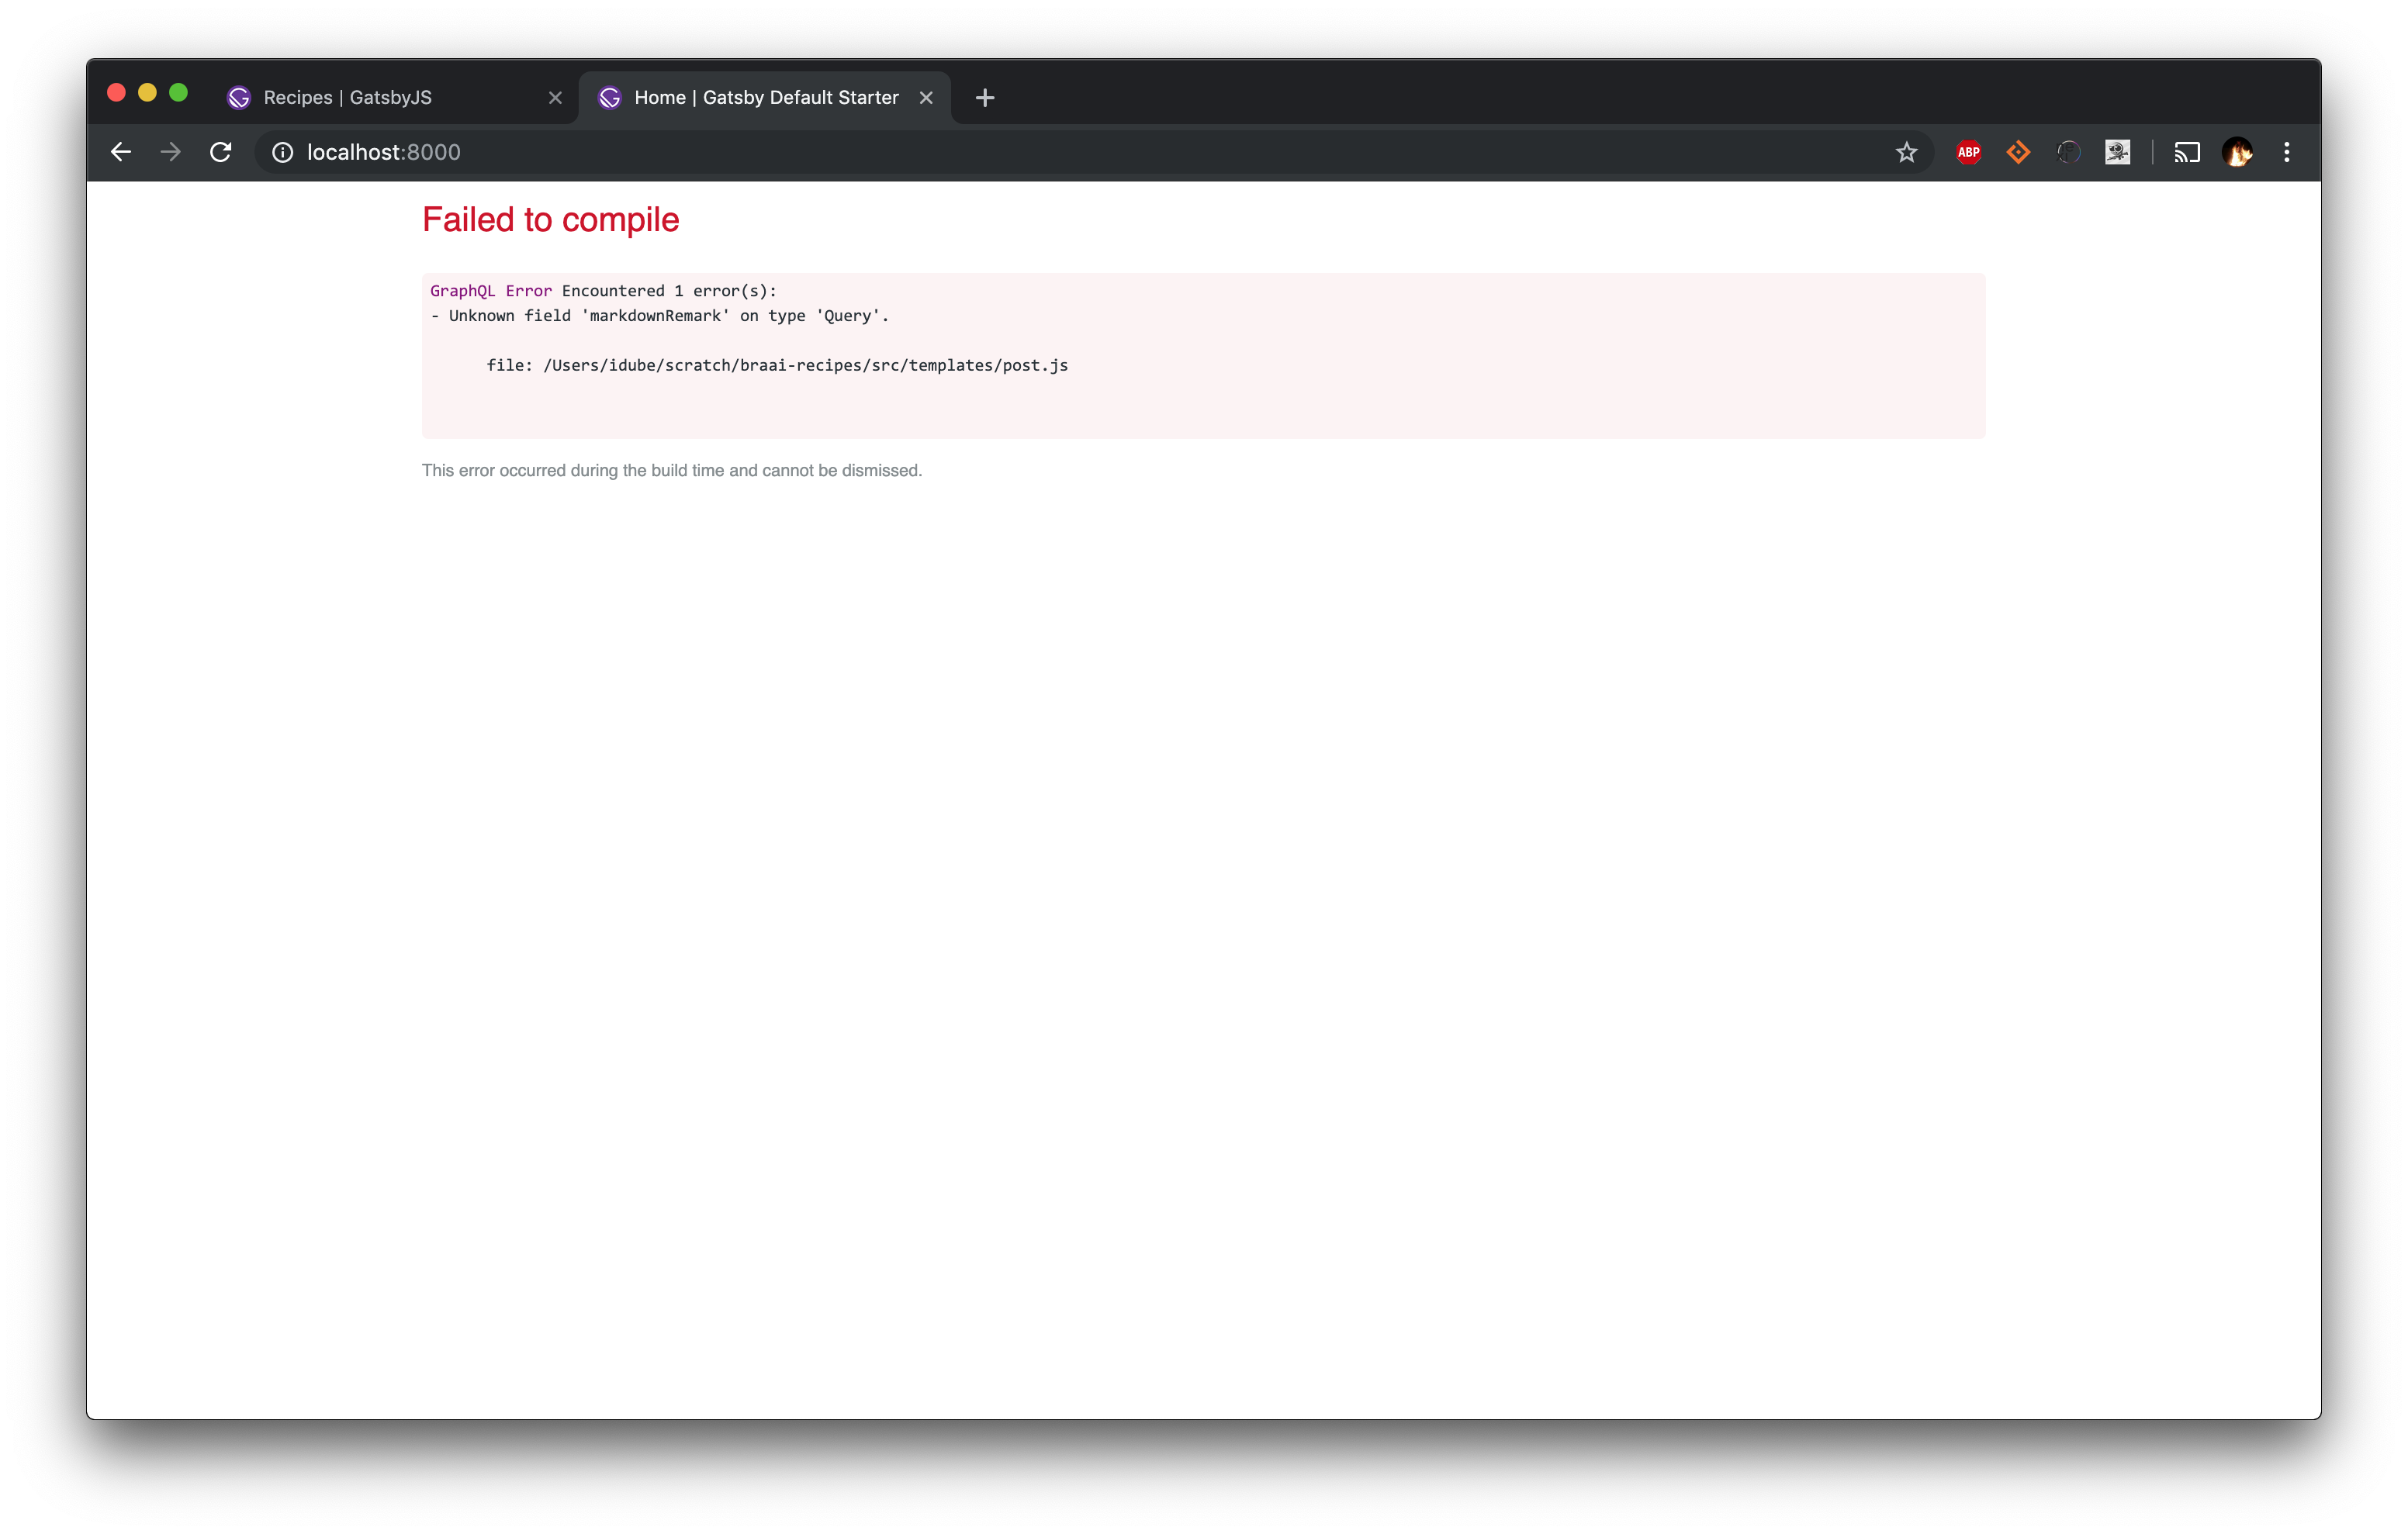 Recipes | GatsbyJS
Home | Gatsby Default Starter
localhost:8000
ABP
Failed to compile
GraphQL Error Encountered 1 error(s):
- Unknown field 'markdownRemark' on type 'Query'.
file: /Users/idube/scratch/braai-recipes/src/templates/post.js
This error occurred during the build time and cannot be dismissed.